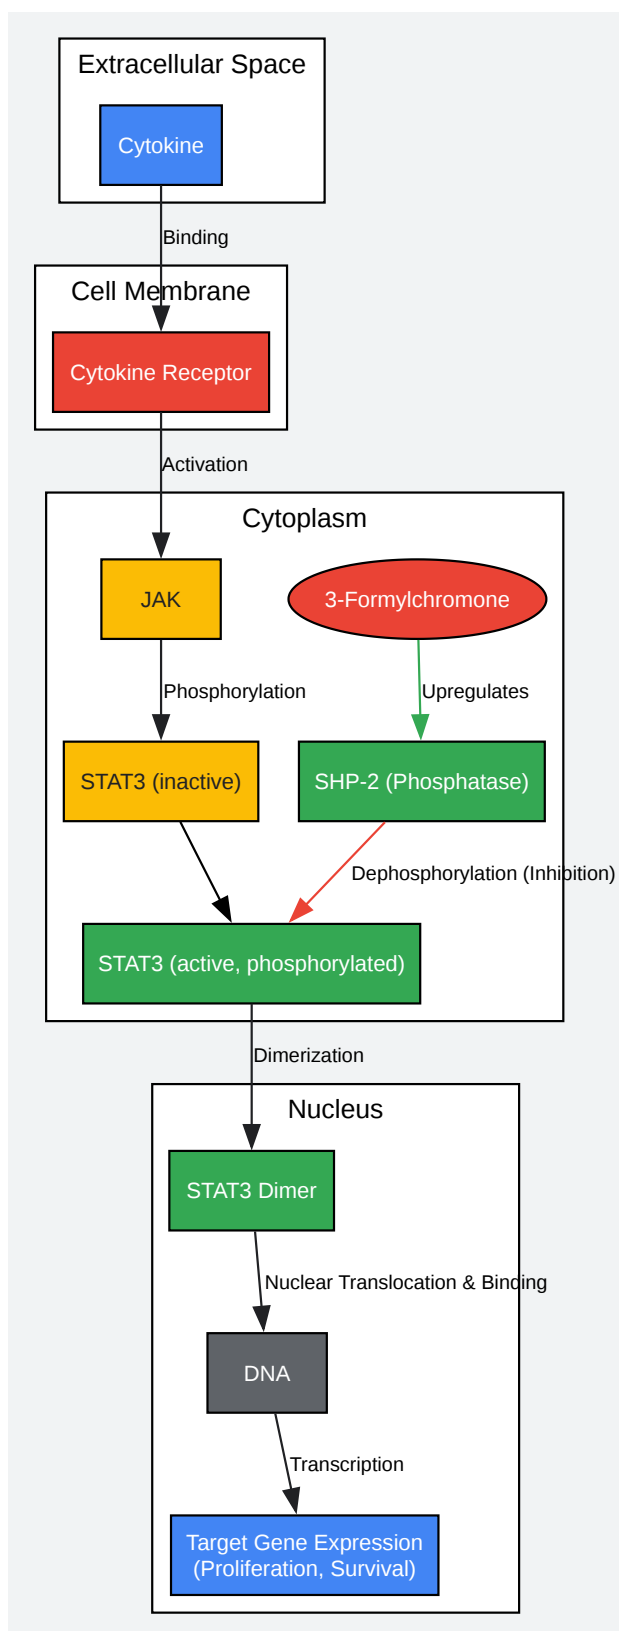 Extracellular Space
Cytokine
Binding
Cell Membrane
Cytokine Receptor
Activation
Cytoplasm
JAK
3-Formylchromone
Phosphorylation
Upregulates
STAT3 (inactive)
SHP-2 (Phosphatase)
Dephosphorylation (Inhibition)
STAT3 (active, phosphorylated)
Dimerization
Nucleus
STAT3 Dimer
Nuclear Translocation & Binding
DNA
Transcription
Target Gene Expression
(Proliferation, Survival)